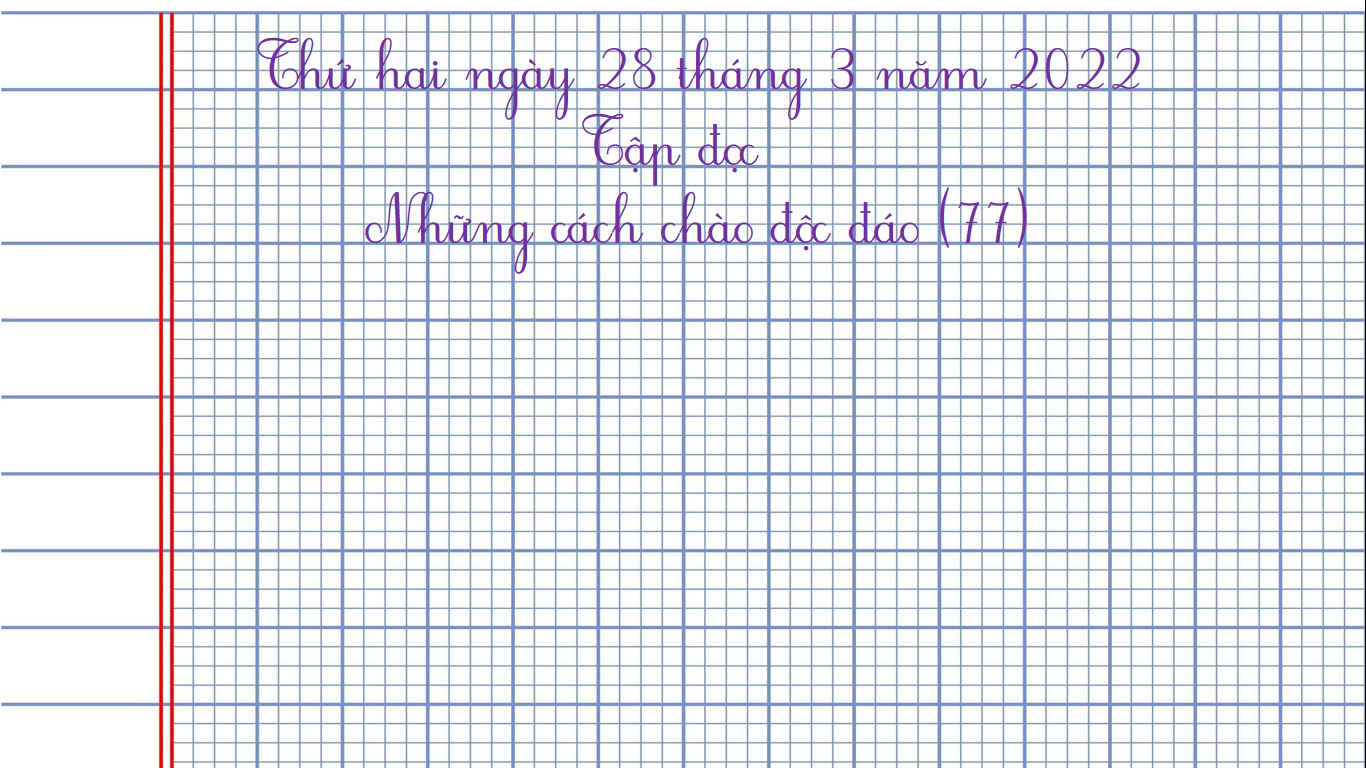 Thứ hai ngày 28 tháng 3 năm 2022
Tập đọc
Những cách chào độc đáo (77)